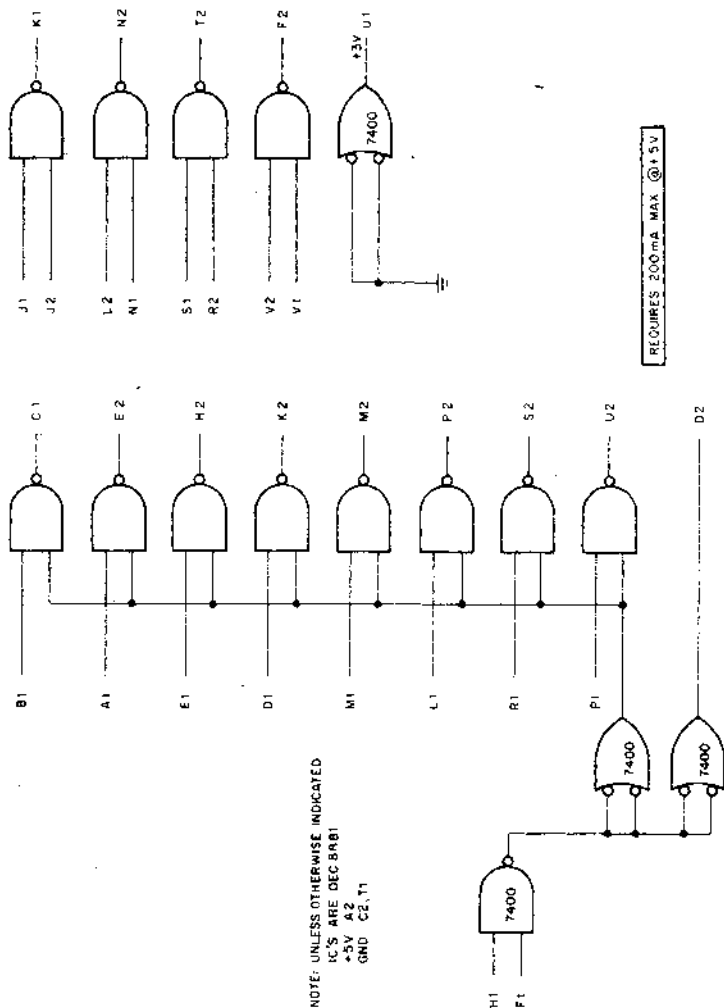 J1
J2
K1
L2
N1
N2
S1
R2
T2
V2
V1
F2
7400
+3V
U1
REQUIRES 200mA MAX @+5V
B1
C1
A1
E2
E1
H2
D1
K2
M1
M2
L1
P2
R1
S2
P1
U2
7400
7400
D2
NOTE: UNLESS OTHERWISE INDICATED
IC'S ARE DEC 8881
+5V A2
GND C2, T1
H1
F1
7400